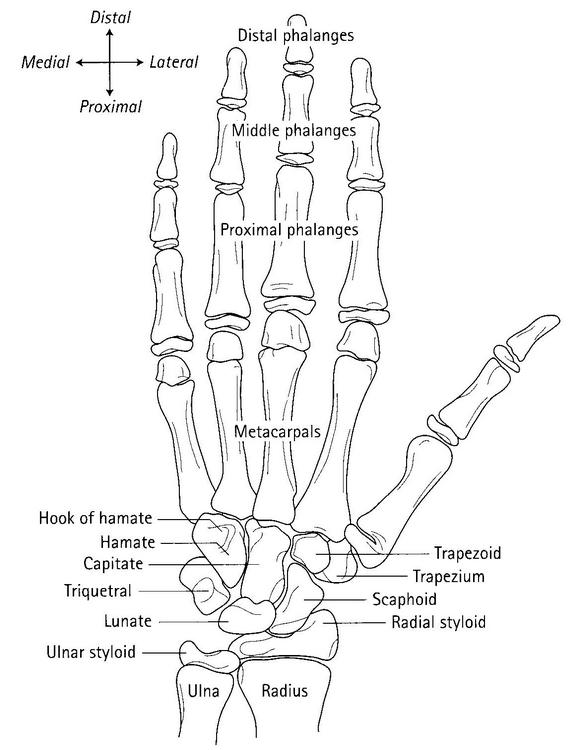 Distal
Medial
Lateral
Proximal
Distal phalanges
Middle phalanges
Proximal phalanges
Metacarpals
Hook of hamate
Hamate
Capitate
Triquetral
Lunate
Ulnar styloid
Trapezoid
Trapezium
Scaphoid
Radial styloid
Ulna
Radius